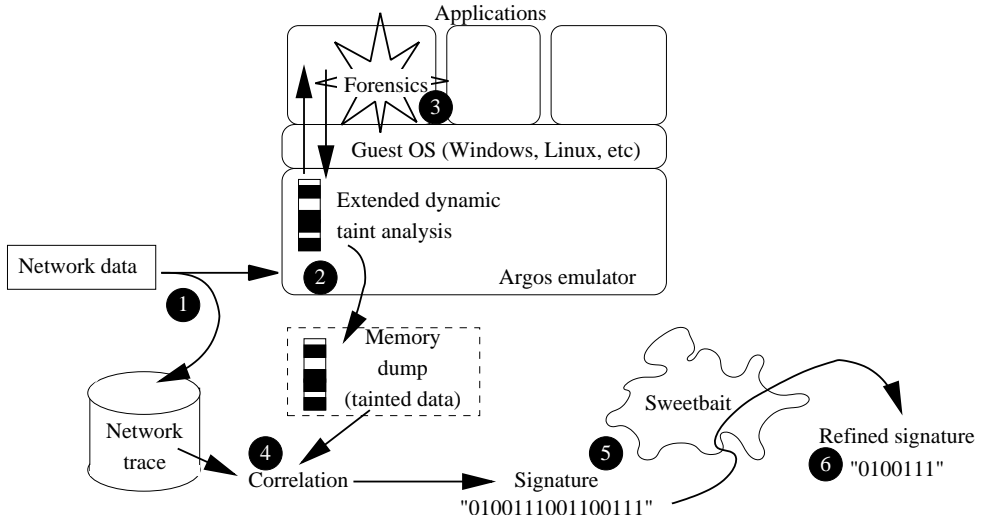 Applications
Forensics
3
Guest OS (Windows, Linux, etc)
Extended dynamic
taint analysis
Network data
2
Argos emulator
1
Memory
dump
(tainted data)
Sweetbait
Network
trace
4
Correlation
5
Signature
"0100111001100111"
Refined signature
6
"0100111"